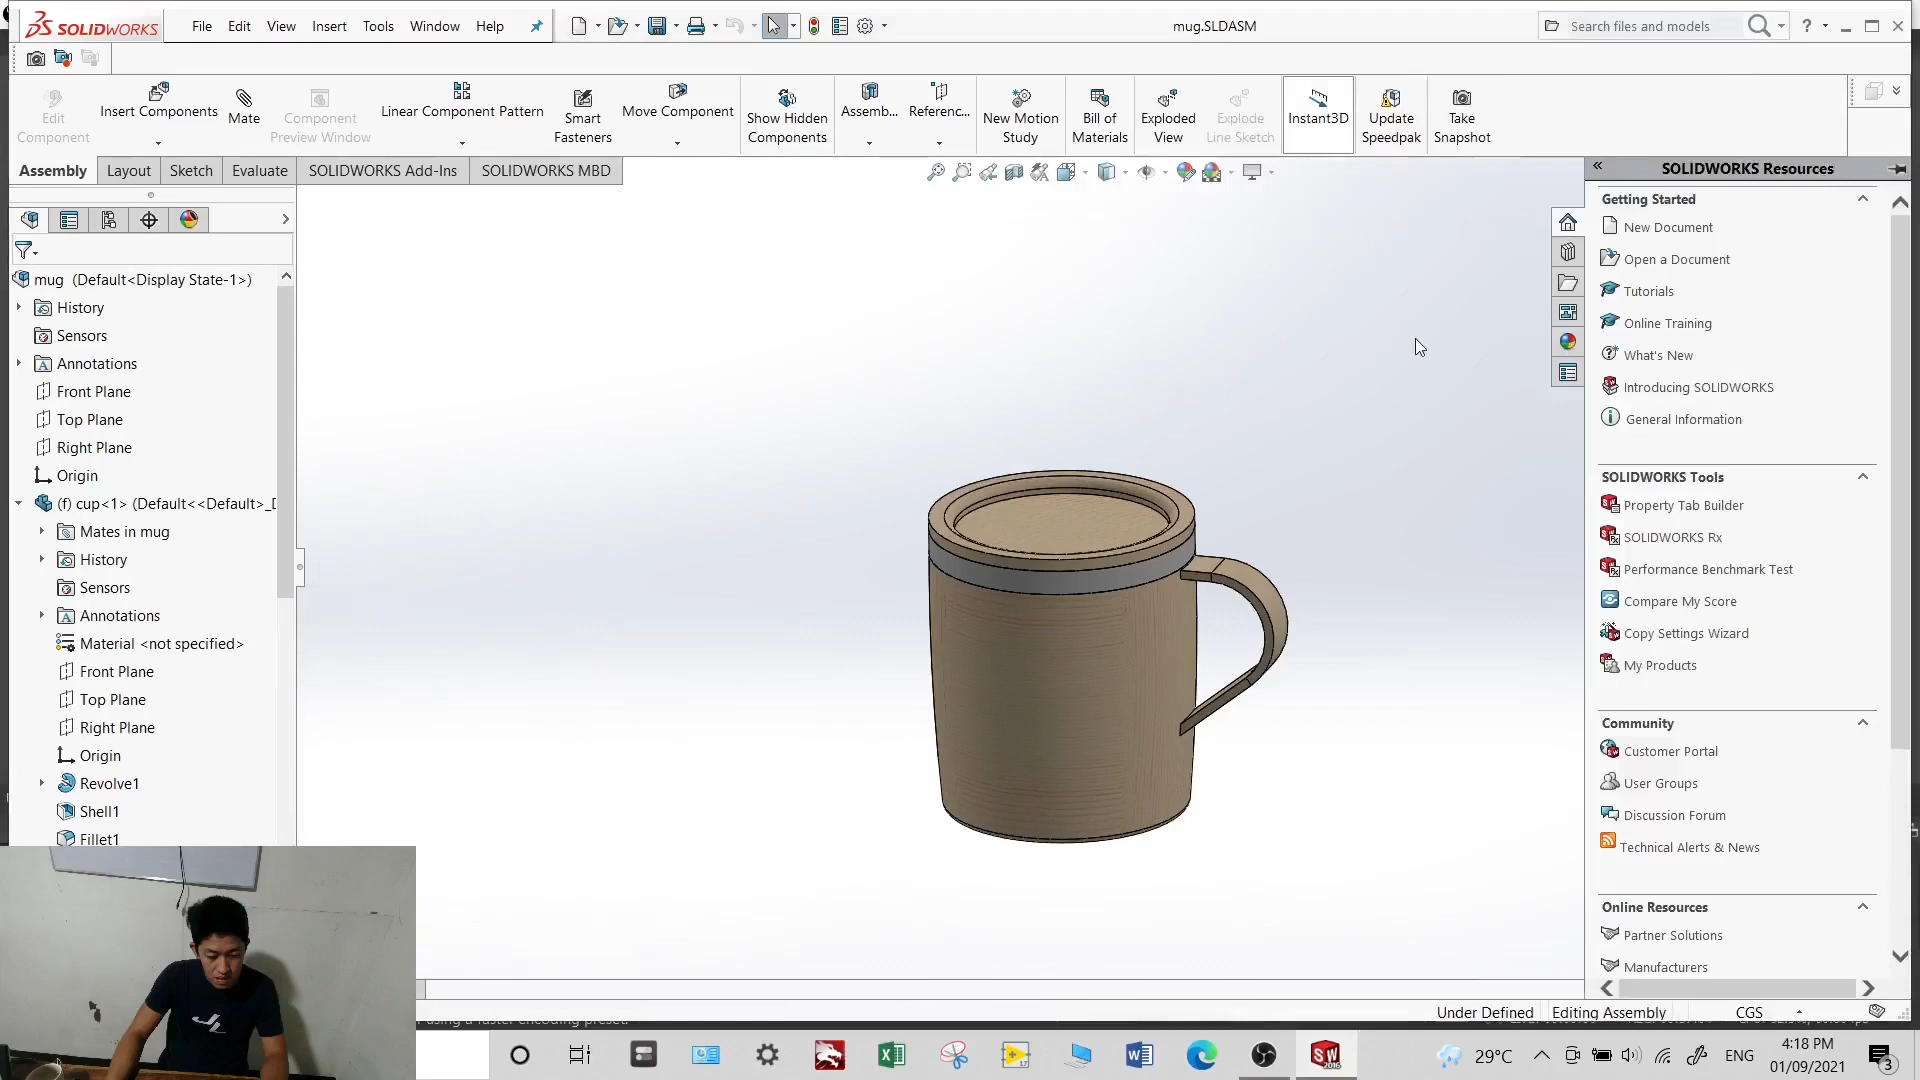 SOLIDWORKS
File Edit View Insert Tools Window Help
mug.SLDASM
Search files and models
?
Edit Component
Insert Components
Mate
Component Preview Window
Linear Component Pattern
Smart Fasteners
Move Component
Show Hidden Components
Assemb...
Referenc...
New Motion Study
Bill of Materials
Exploded View
Explode Line Sketch
Instant3D
Update Speedpak
Take Snapshot
Assembly Layout Sketch Evaluate SOLIDWORKS Add-Ins SOLIDWORKS MBD
mug (Default<Display State-1>)
History
Sensors
Annotations
Front Plane
Top Plane
Right Plane
Origin
(f) cup<1> (Default<<Default>_D
Mates in mug
History
Sensors
Annotations
Material <not specified>
Front Plane
Top Plane
Right Plane
Origin
Revolve1
Shell1
Fillet1
SOLIDWORKS Resources
Getting Started
New Document
Open a Document
Tutorials
Online Training
What's New
Introducing SOLIDWORKS
General Information
SOLIDWORKS Tools
Property Tab Builder
SOLIDWORKS Rx
Performance Benchmark Test
Compare My Score
Copy Settings Wizard
My Products
Community
Customer Portal
User Groups
Discussion Forum
Technical Alerts & News
Online Resources
Partner Solutions
Manufacturers
Under Defined Editing Assembly CGS
using a faster encoding preset.
29°C
ENG
4:18 PM
01/09/2021
3